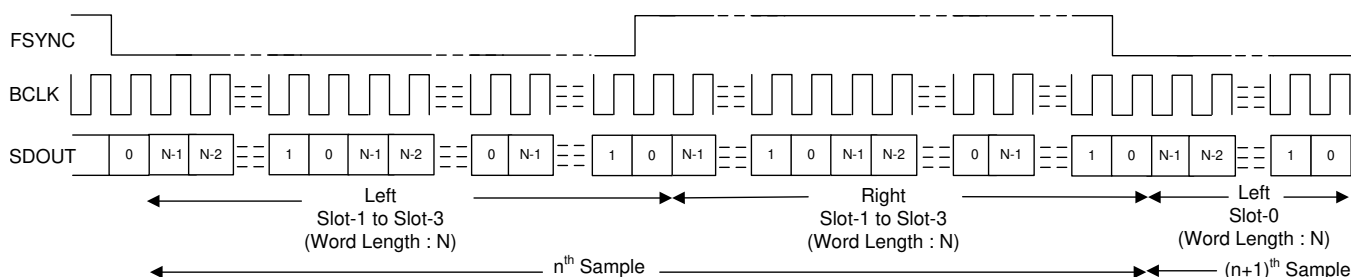 FSYNC
BCLK
SDOUT
0 N-1 N-2 1 0 N-1 N-2 0 N-1 1 0 N-1 1 0 N-1 N-2 0 N-1 1 0 N-1 N-2 1 0
Left
Slot-1 to Slot-3
(Word Length : N)
Right
Slot-1 to Slot-3
(Word Length : N)
Left
Slot-0
(Word Length : N)
nth Sample
(n+1)th Sample